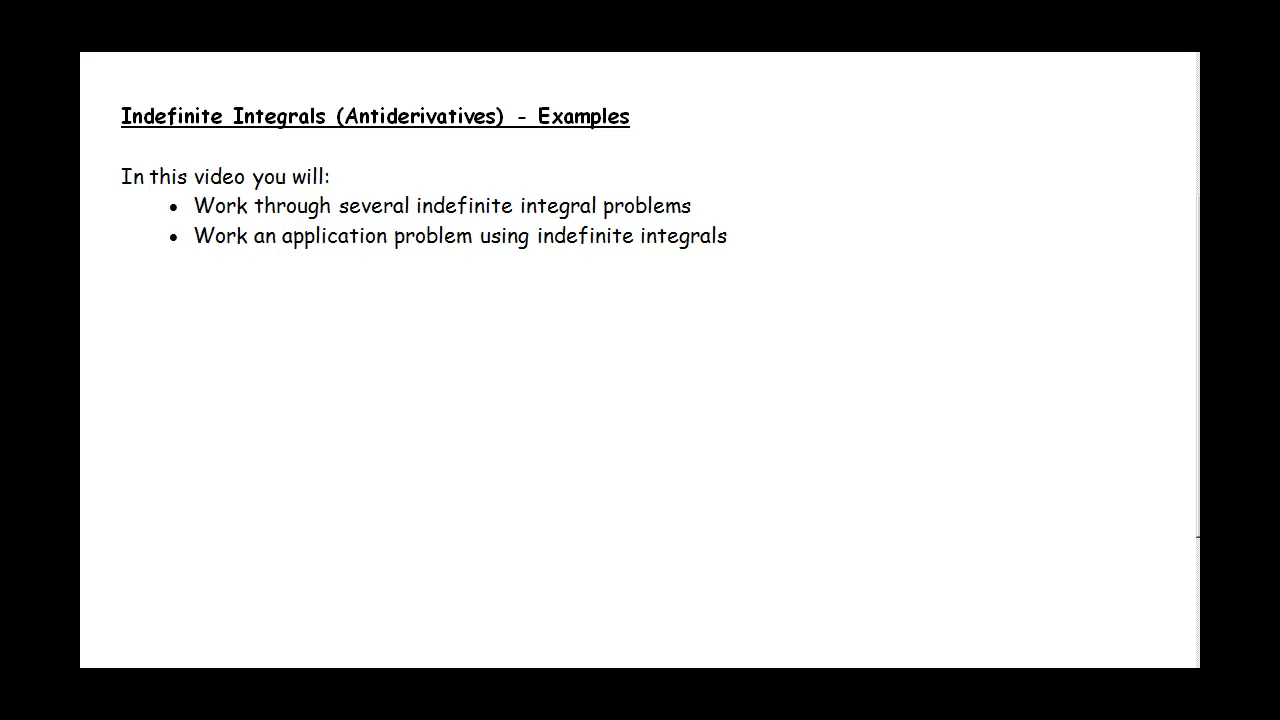 Indefinite Integrals (Antiderivatives) - Examples
In this video you will:
• Work through several indefinite integral problems
• Work an application problem using indefinite integrals